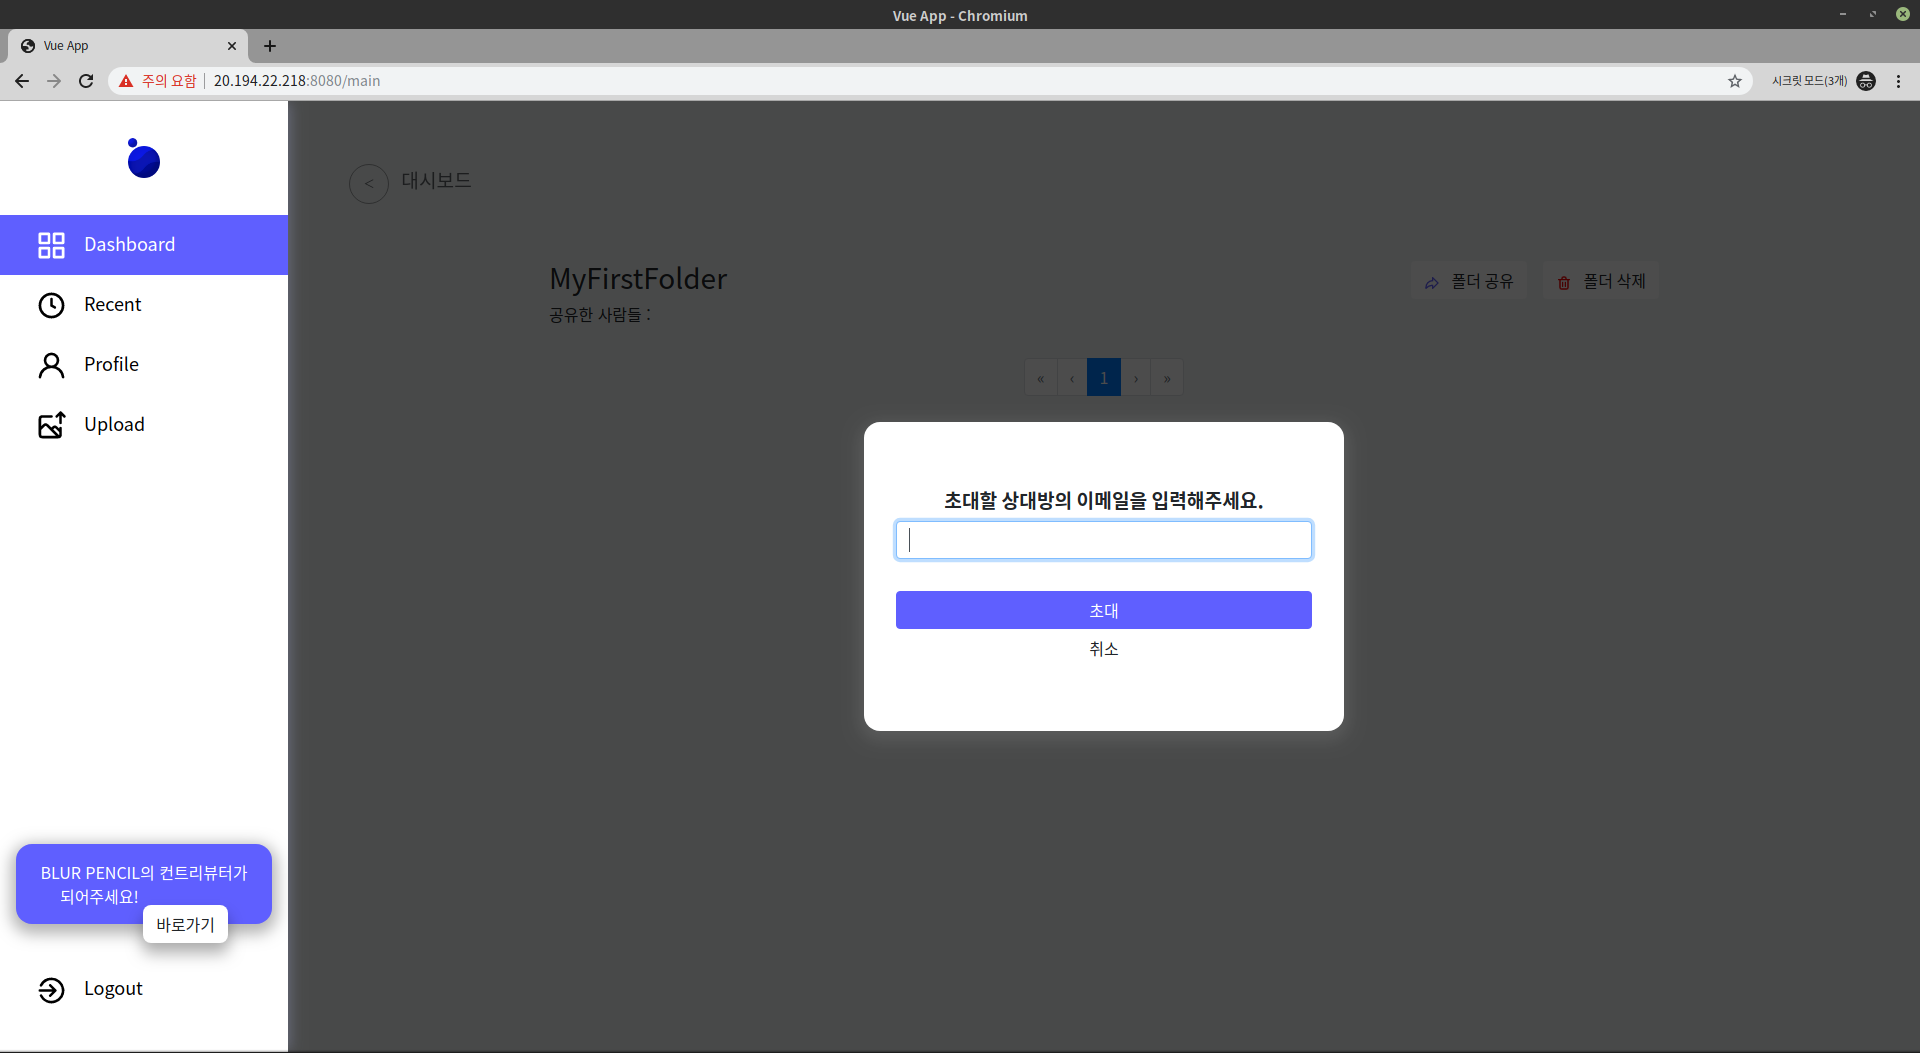 Vue App - Chromium
Vue App
주의 요함 20.194.22.218:8080/main 시크릿 모드(3개)
Dashboard
Recent
Profile
Upload
BLUR PENCIL의 컨트리뷰터가
되어주세요!
바로가기
Logout
< 대시보드
MyFirstFolder
폴더 공유 폴더 삭제
공유한 사람들 :
« ‹ 1 › »
초대할 상대방의 이메일을 입력해주세요.
초대
취소